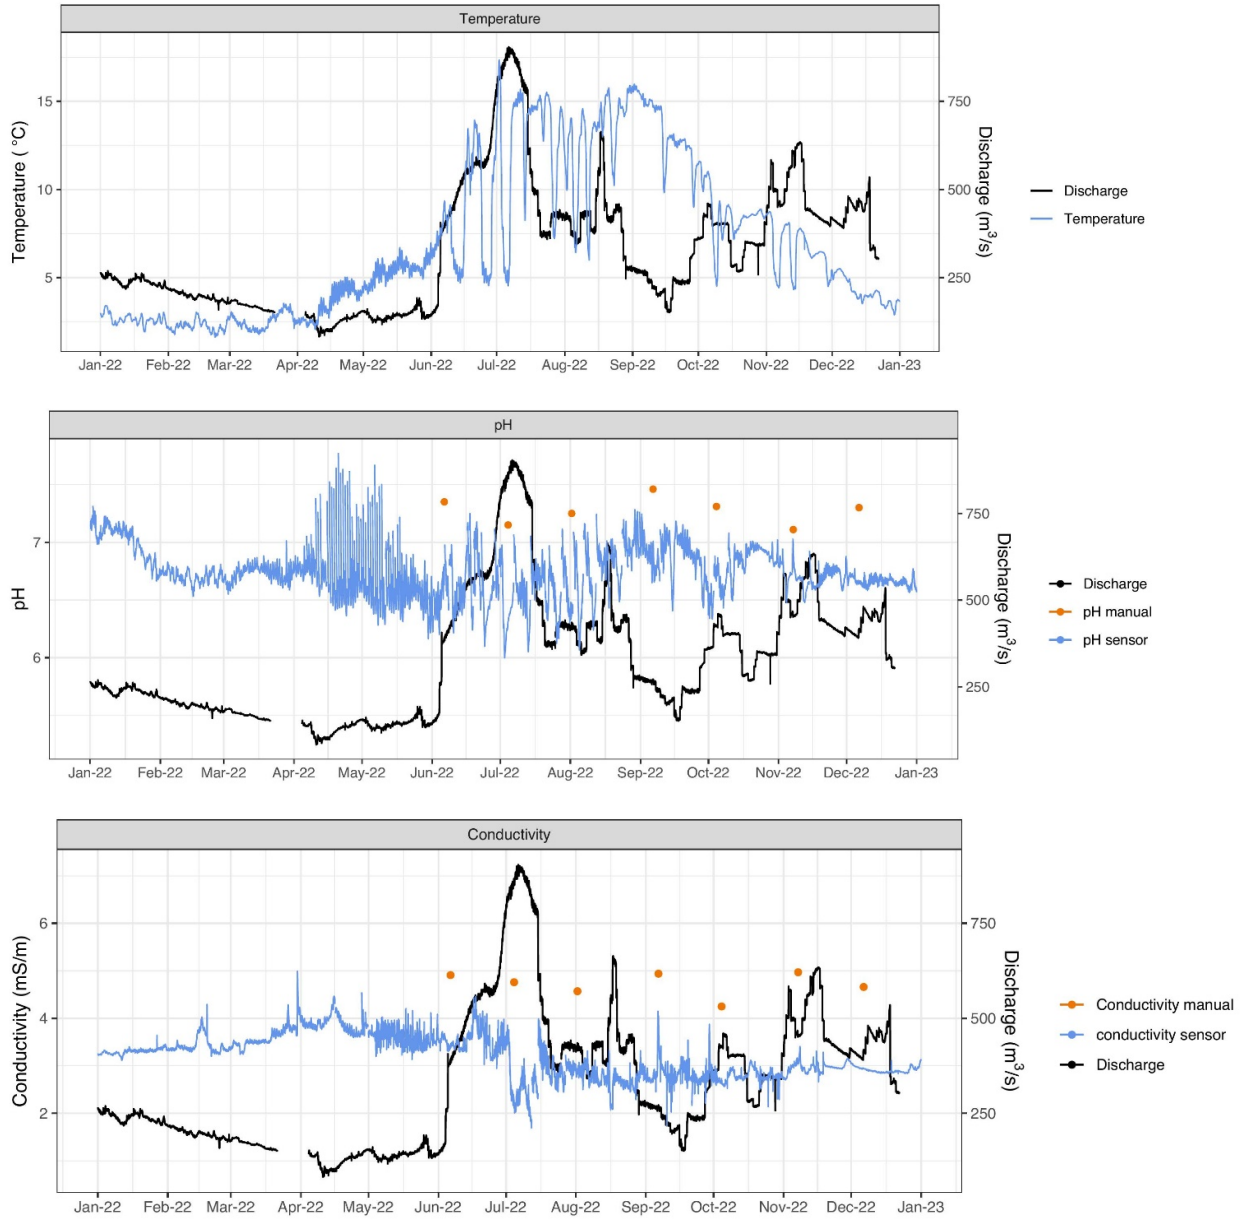 Temperature
15
10
5
Temperature ( °C)
750
500
250
Discharge (m³/s)
Discharge
Temperature
Jan-22 Feb-22 Mar-22 Apr-22 May-22 Jun-22 Jul-22 Aug-22 Sep-22 Oct-22 Nov-22 Dec-22 Jan-23
pH
7
6
pH
750
500
250
Discharge (m³/s)
Discharge
pH manual
pH sensor
Jan-22 Feb-22 Mar-22 Apr-22 May-22 Jun-22 Jul-22 Aug-22 Sep-22 Oct-22 Nov-22 Dec-22 Jan-23
Conductivity
6
4
2
Conductivity (mS/m)
750
500
250
Discharge (m³/s)
Conductivity manual
conductivity sensor
Discharge
Jan-22 Feb-22 Mar-22 Apr-22 May-22 Jun-22 Jul-22 Aug-22 Sep-22 Oct-22 Nov-22 Dec-22 Jan-23